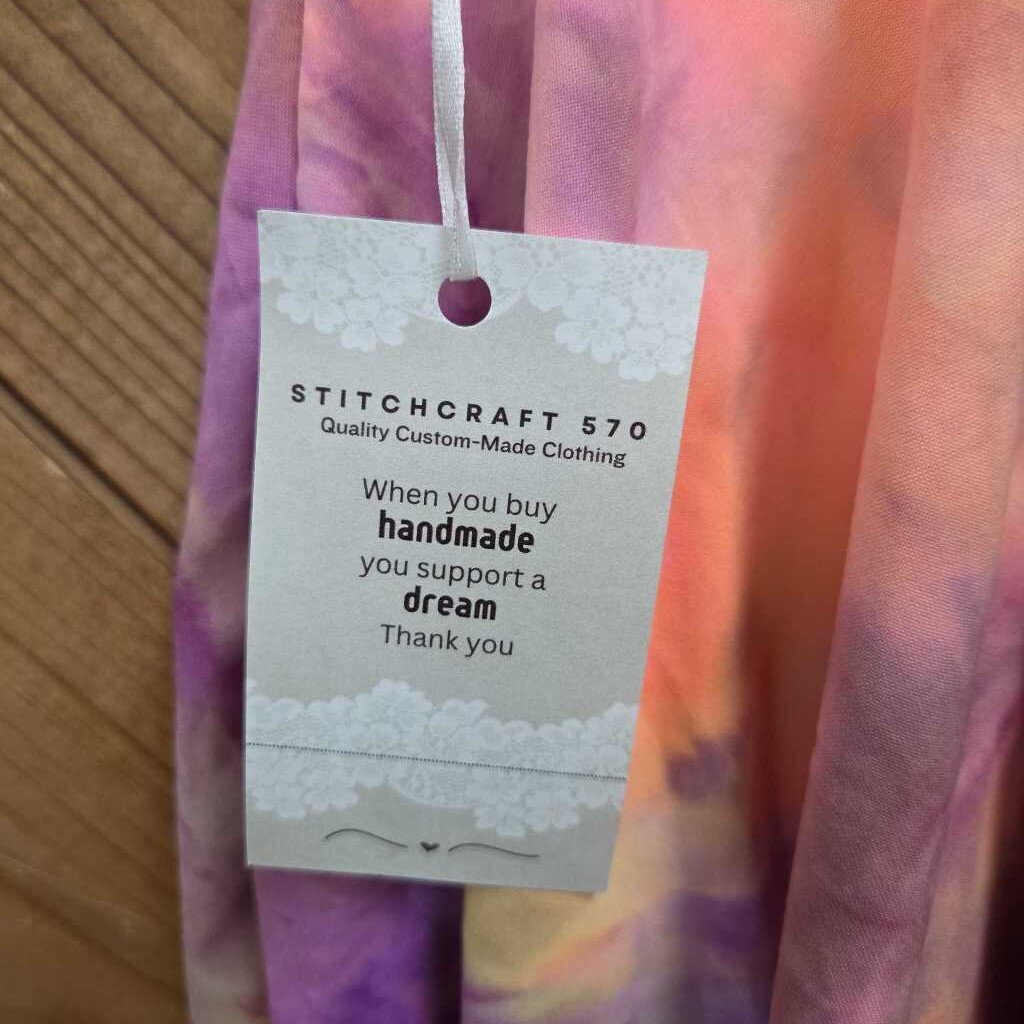 STITCHCRAFT 570
Quality Custom-Made Clothing
When you buy
handmade
you support a
dream
Thank you